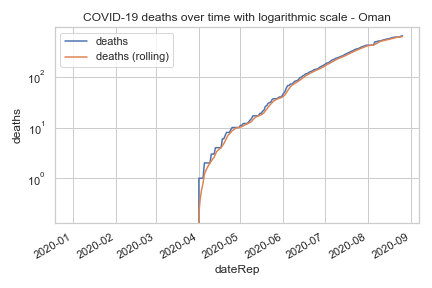 COVID-19 deaths over time with logarithmic scale - Oman
deaths
deaths (rolling)
deaths
10²
10¹
10⁰
2020-01
2020-02
2020-03
2020-04
2020-05
2020-06
2020-07
2020-08
2020-09
dateRep